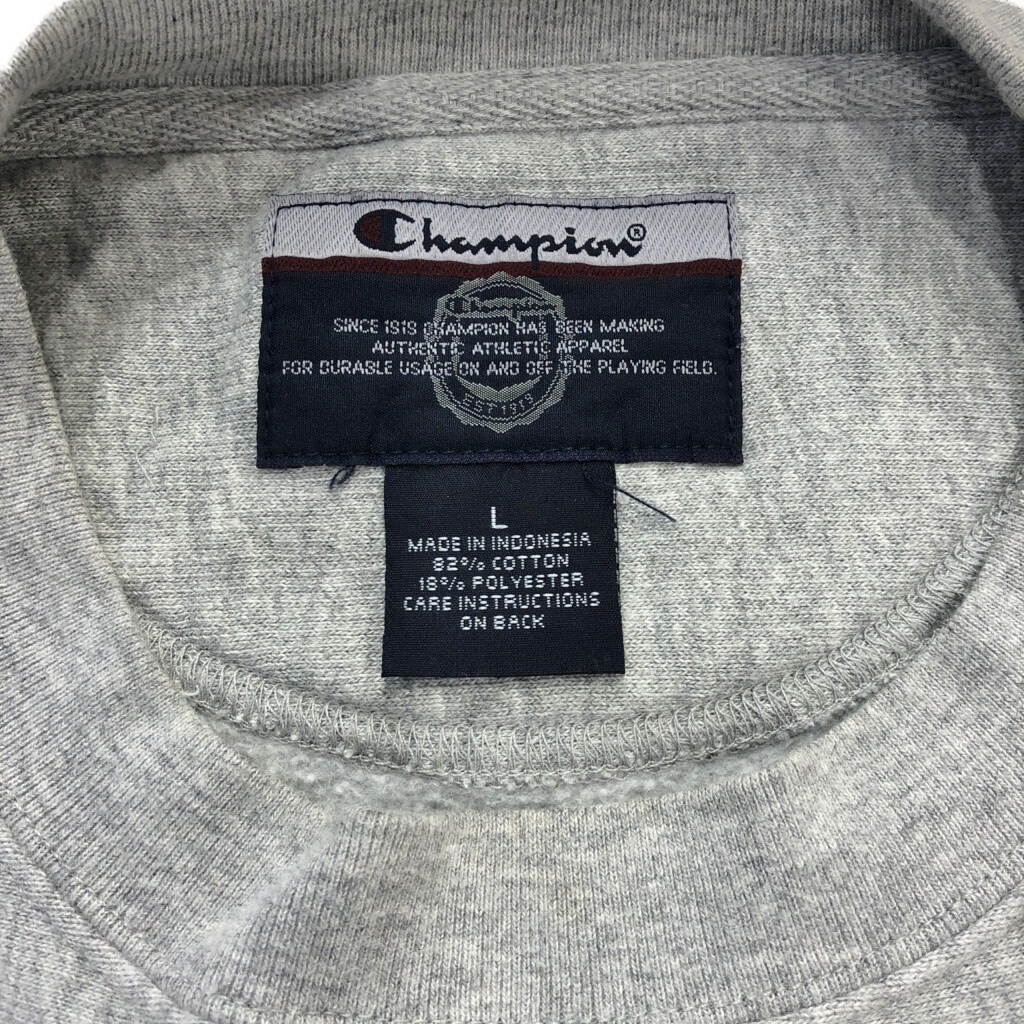 Champion®
Champion
SINCE 1919 CHAMPION HAS BEEN MAKING
AUTHENTIC ATHLETIC APPAREL
FOR DURABLE USAGE ON AND OFF THE PLAYING FIELD.
EST 1919
L
MADE IN INDONESIA
82% COTTON
18% POLYESTER
CARE INSTRUCTIONS
ON BACK